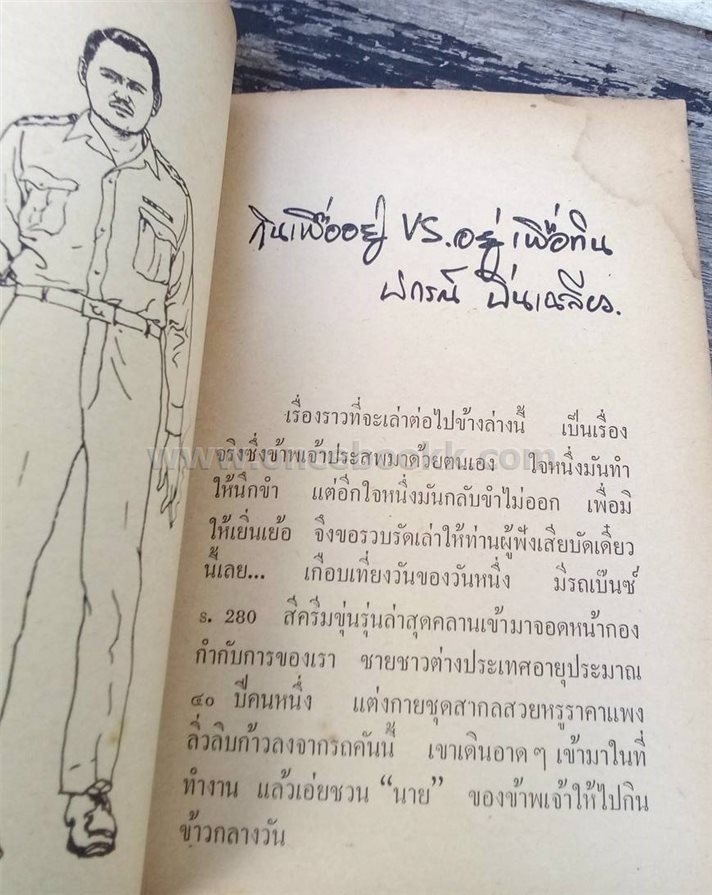 กินเพื่ออยู่ VS. อยู่เพื่อกิน
ปกรณ์ ปิ่นเฉลียว.
เรื่องราวที่จะเล่าต่อไปข้างล่างนี้ เป็นเรื่อง
จริงซึ่งข้าพเจ้าประสพมาด้วยตนเอง ใจหนึ่งมันทำ
ให้นึกขำ แต่อีกใจหนึ่งมันกลับขำไม่ออก เพื่อมิ
ให้เยิ่นเย้อ จึงขอรวบรัดเล่าให้ท่านผู้ฟังเสียบัดเดี๋ยว
นี้เลย... เกือบเที่ยงวันของวันหนึ่ง มีรถเบ๊นซ์
s. 280 สีครีมขุ่นรุ่นล่าสุดคลานเข้ามาจอดหน้ากอง
กำกับการของเรา ชายชาวต่างประเทศอายุประมาณ
๔๐ ปีคนหนึ่ง แต่งกายชุดสากลสวยหรูราคาแพง
ลิ่วลิบก้าวลงจากรถคันนี้ เขาเดินอาด ๆ เข้ามาในที่
ทำงาน แล้วเอ่ยชวน “นาย” ของข้าพเจ้าให้ไปกิน
ข้าวกลางวัน